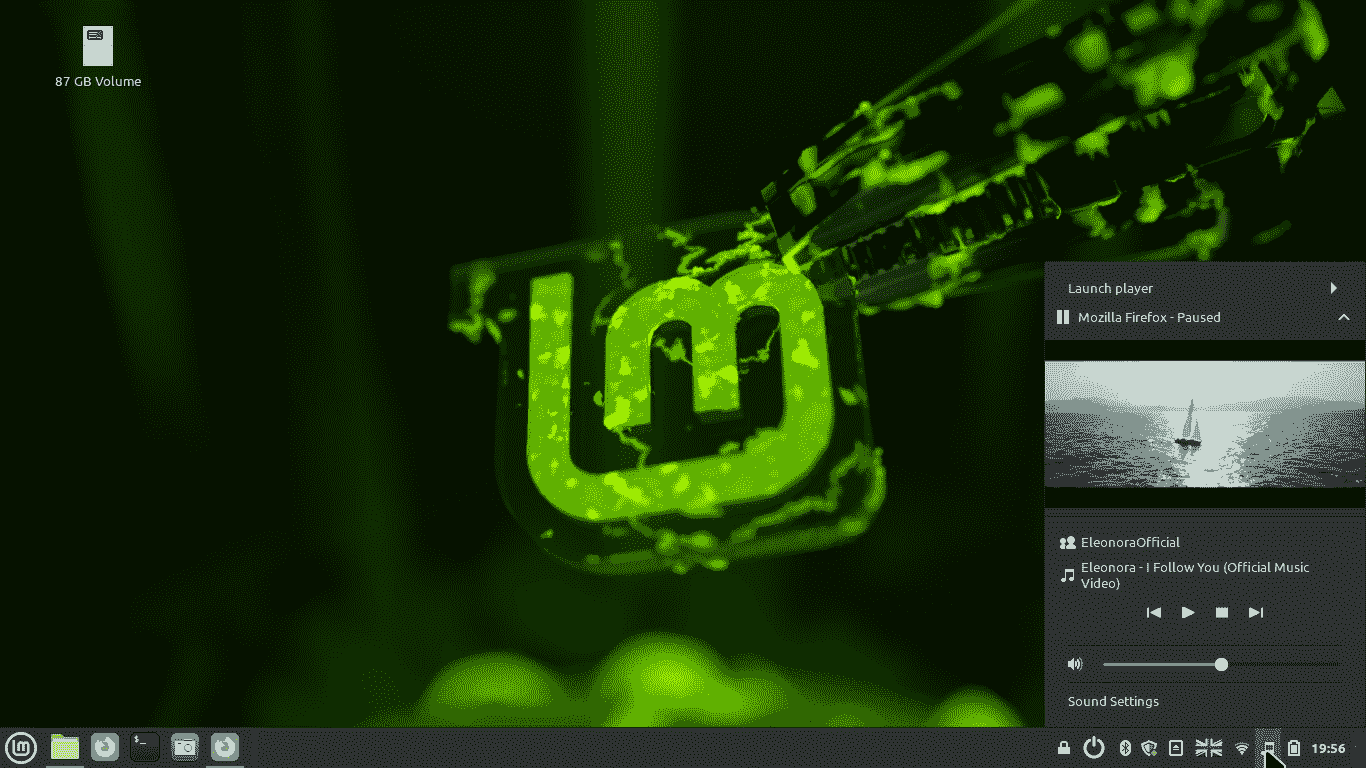 87 GB Volume
Launch player
Mozilla Firefox - Paused
EleonoraOfficial
Eleonora - I Follow You (Official Music
Video)
Sound Settings
$_
19:56